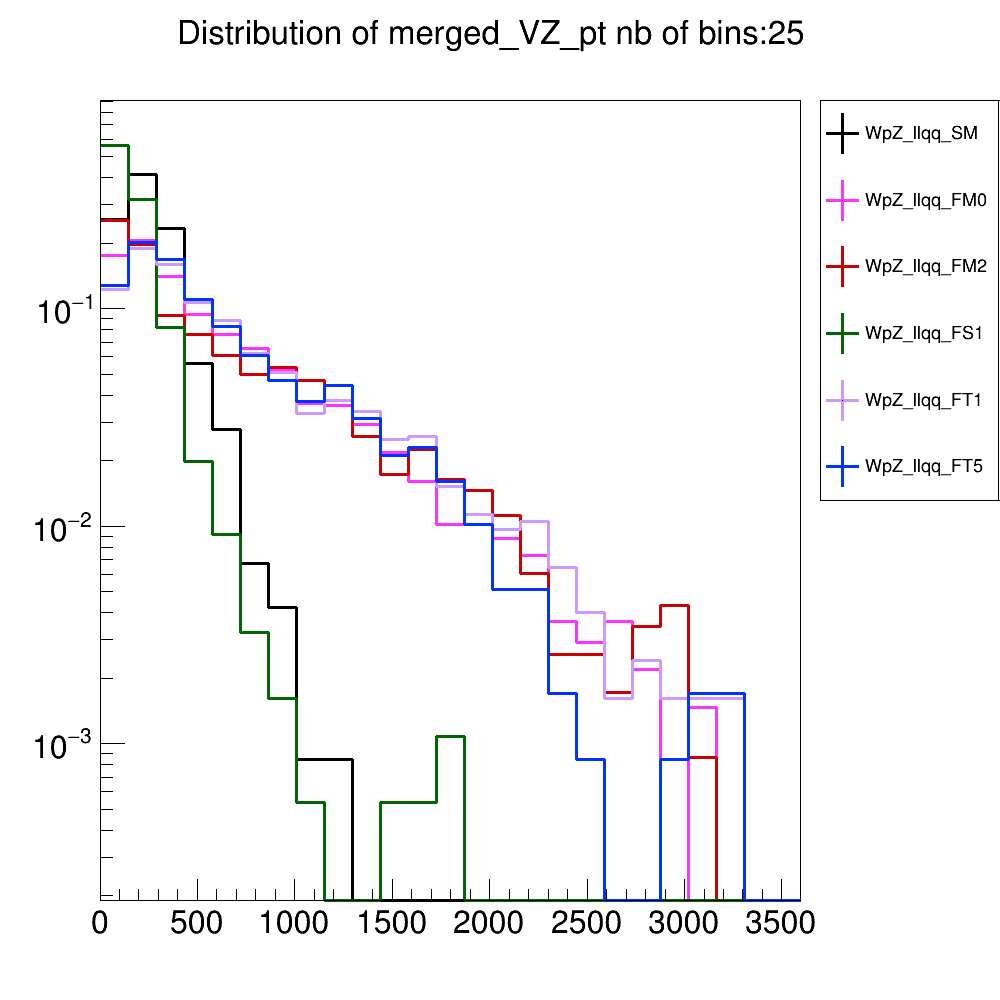 Distribution of merged_VZ_pt nb of bins:25
WpZ_llqq_SM
WpZ_llqq_FM0
WpZ_llqq_FM2
WpZ_llqq_FS1
WpZ_llqq_FT1
WpZ_llqq_FT5
10−1
10−2
10−3
0 500 1000 1500 2000 2500 3000 3500